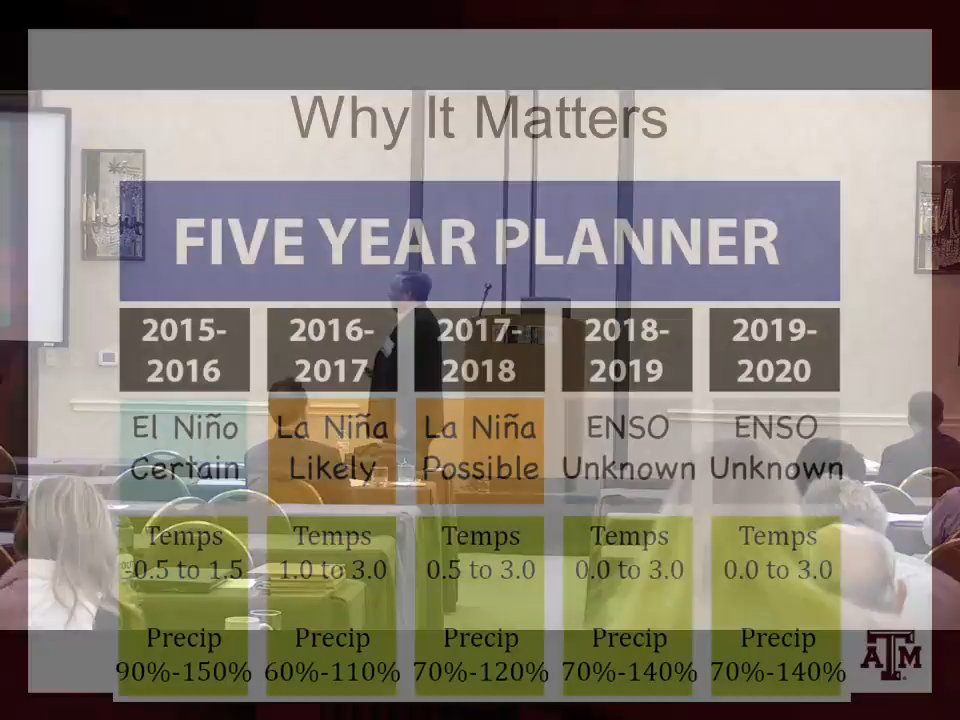 Why It Matters
FIVE YEAR PLANNER
2015-
2016
2016-
2017
2017-
2018
2018-
2019
2019-
2020
El Niño
Certain
La Niña
Likely
La Niña
Possible
ENSO
Unknown
ENSO
Unknown
Temps
0.5 to 1.5
Temps
1.0 to 3.0
Temps
0.5 to 3.0
Temps
0.0 to 3.0
Temps
0.0 to 3.0
Precip
90%-150%
Precip
60%-110%
Precip
70%-120%
Precip
70%-140%
Precip
70%-140%
ATM